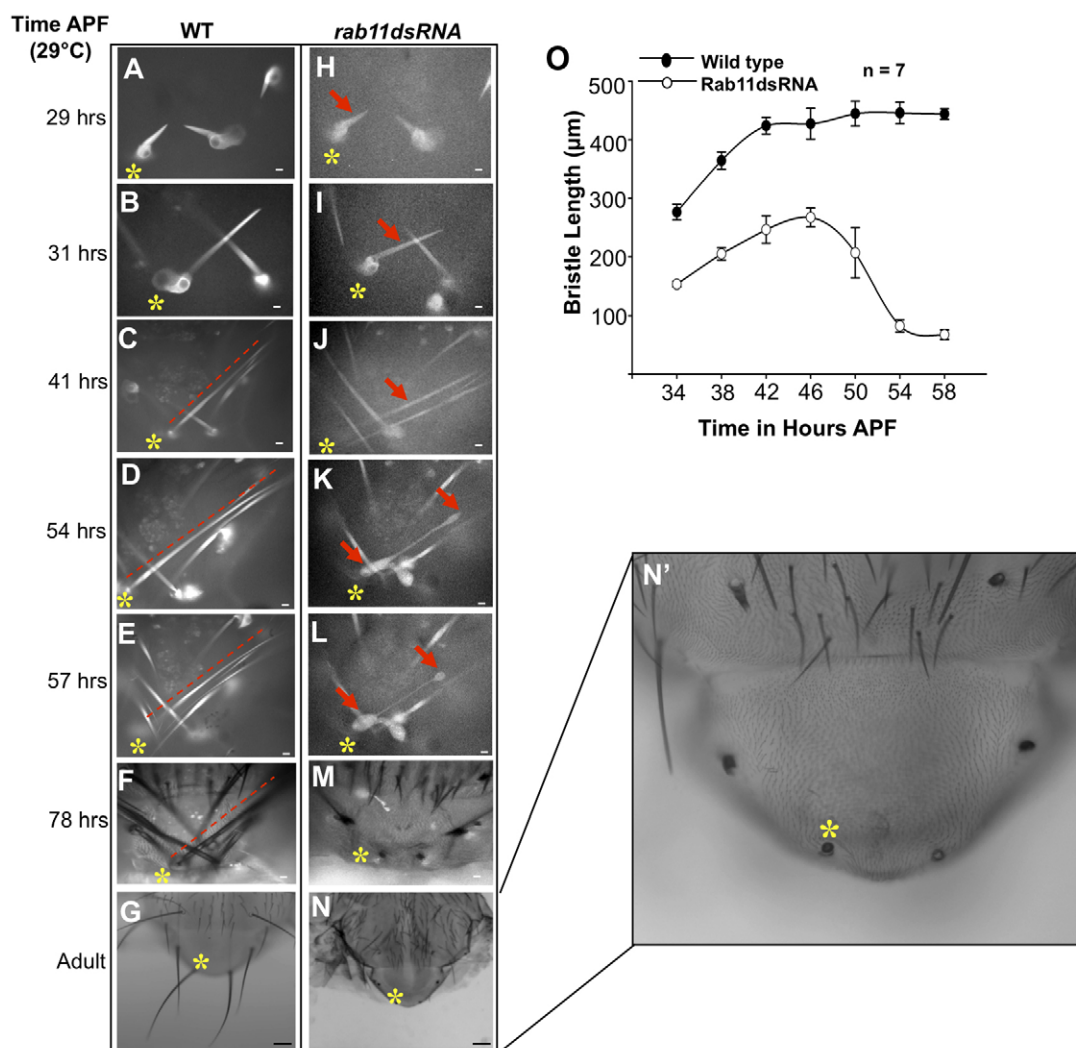 Time APF
(29°C)
WT
rab11dsRNA
29 hrs
A
H
*
*
31 hrs
B
I
*
*
41 hrs
C
J
*
*
54 hrs
D
K
*
*
57 hrs
E
L
*
*
78 hrs
F
M
*
*
Adult
G
N
*
*
O
Wild type
Rab11dsRNA
n = 7
Bristle Length (µm)
500
400
300
200
100
34 38 42 46 50 54 58
Time in Hours APF
N’
*